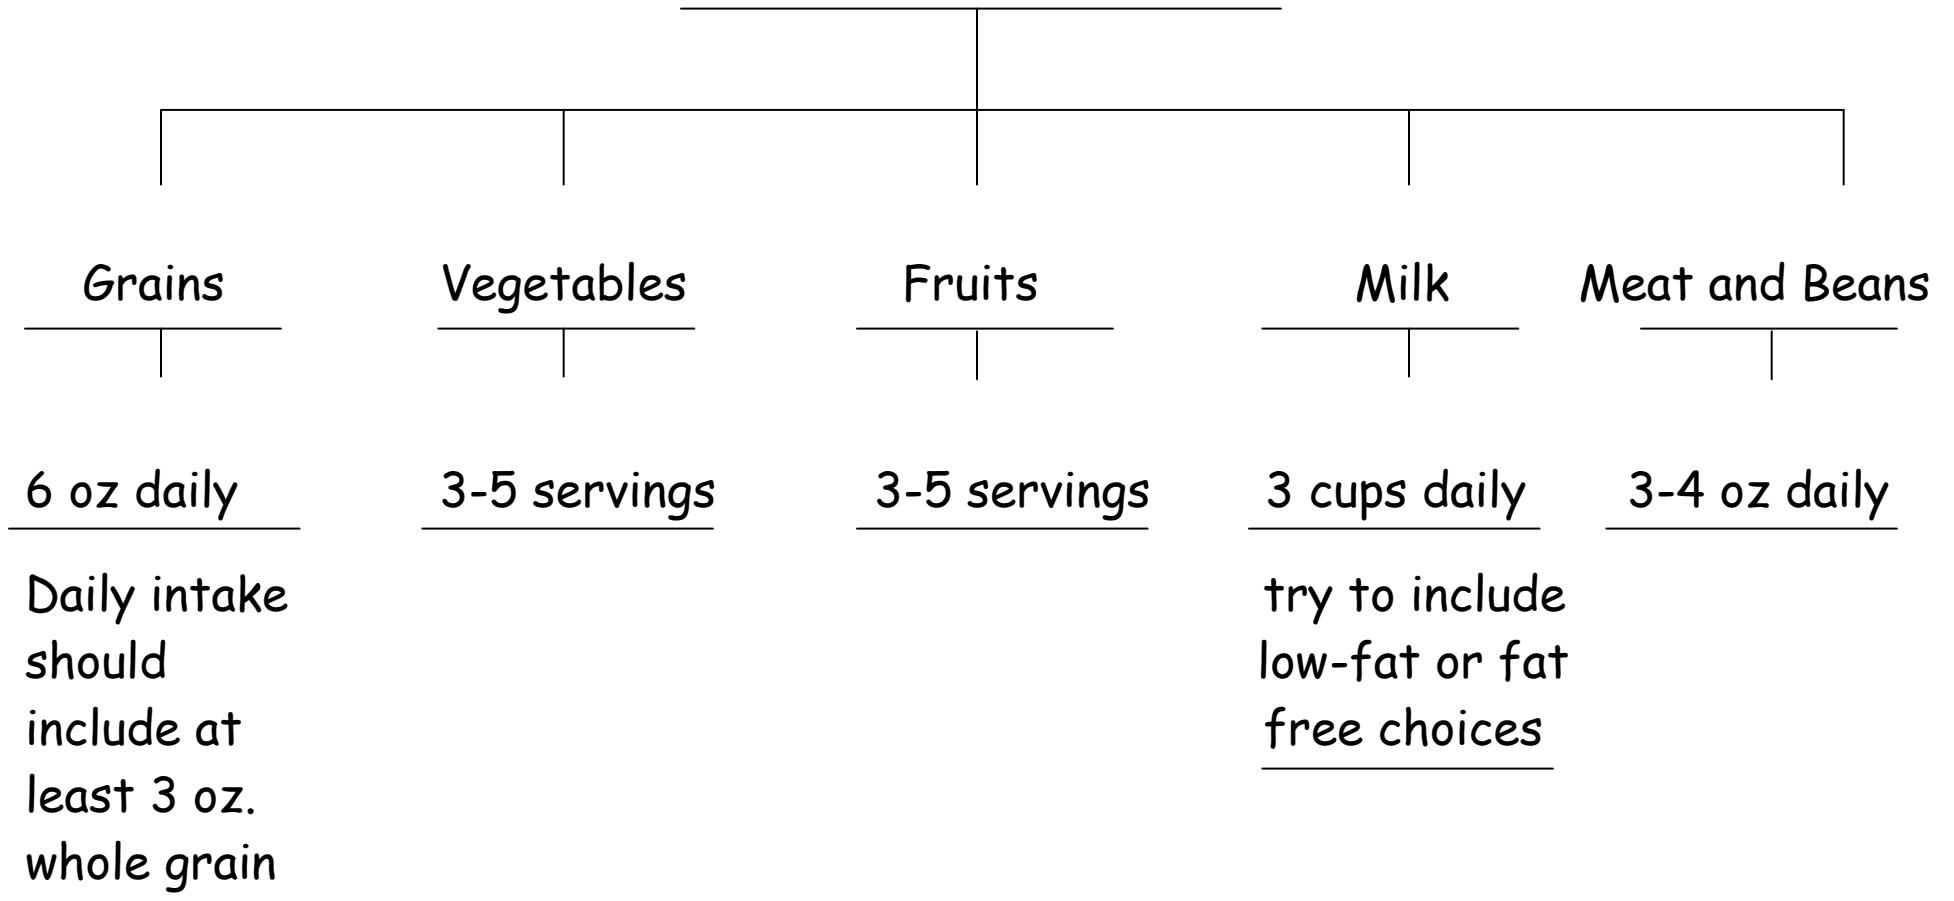 Grains
Vegetables
Fruits
Milk
Meat and Beans
6 oz daily
3-5 servings
3-5 servings
3 cups daily
3-4 oz daily
Daily intake
should
include at
least 3 oz.
whole grain
try to include
low-fat or fat
free choices